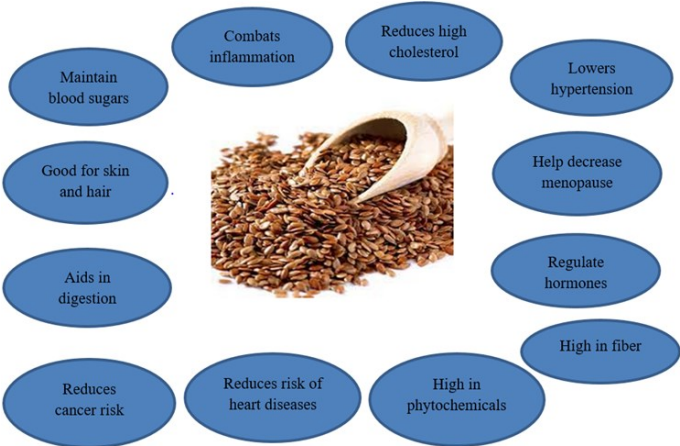 Combats
inflammation
Reduces high
cholesterol
Maintain
blood sugars
Lowers
hypertension
Good for skin
and hair
Help decrease
menopause
Aids in
digestion
Regulate
hormones
High in fiber
Reduces
cancer risk
Reduces risk of
heart diseases
High in
phytochemicals